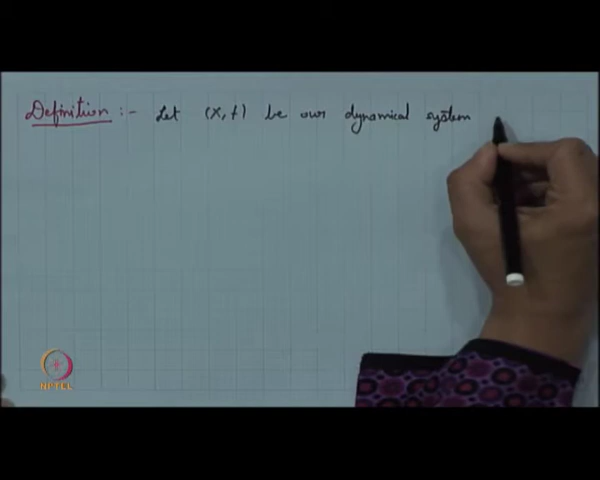 Definition :- Let (X, f) be our dynamical system
NPTEL